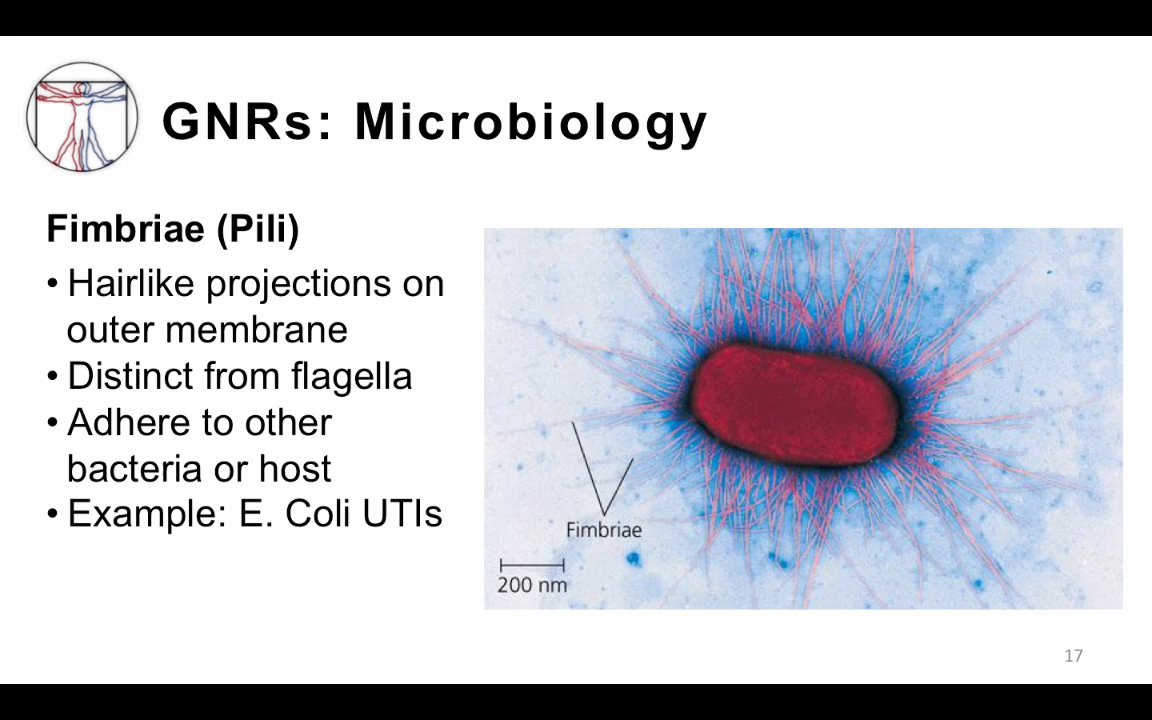 GNRs: Microbiology
Fimbriae (Pili)
• Hairlike projections on
outer membrane
• Distinct from flagella
• Adhere to other
bacteria or host
• Example: E. Coli UTIs
Fimbriae
200 nm
17